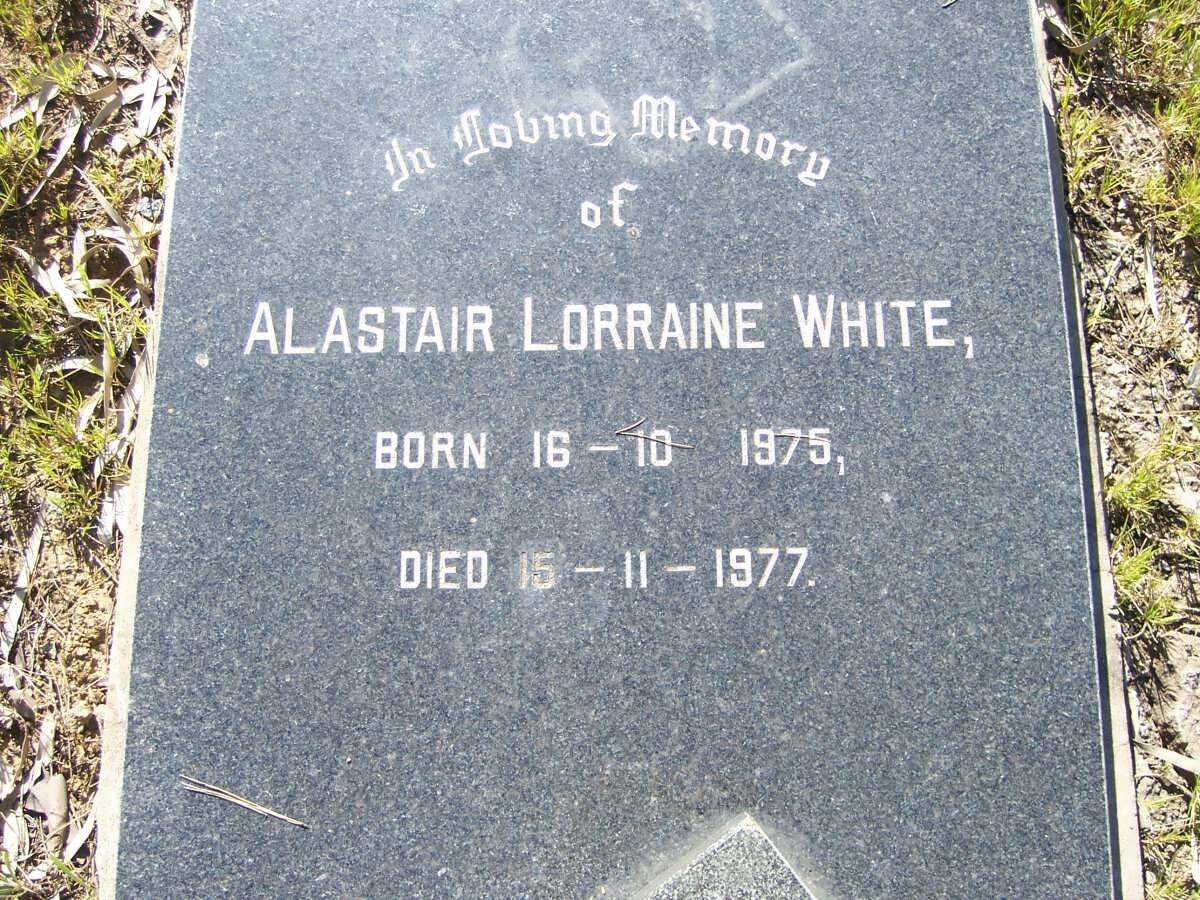 In Loving Memory
of
ALASTAIR LORRAINE WHITE,
BORN 16 – 10 1975,
DIED 15 – 11 – 1977.